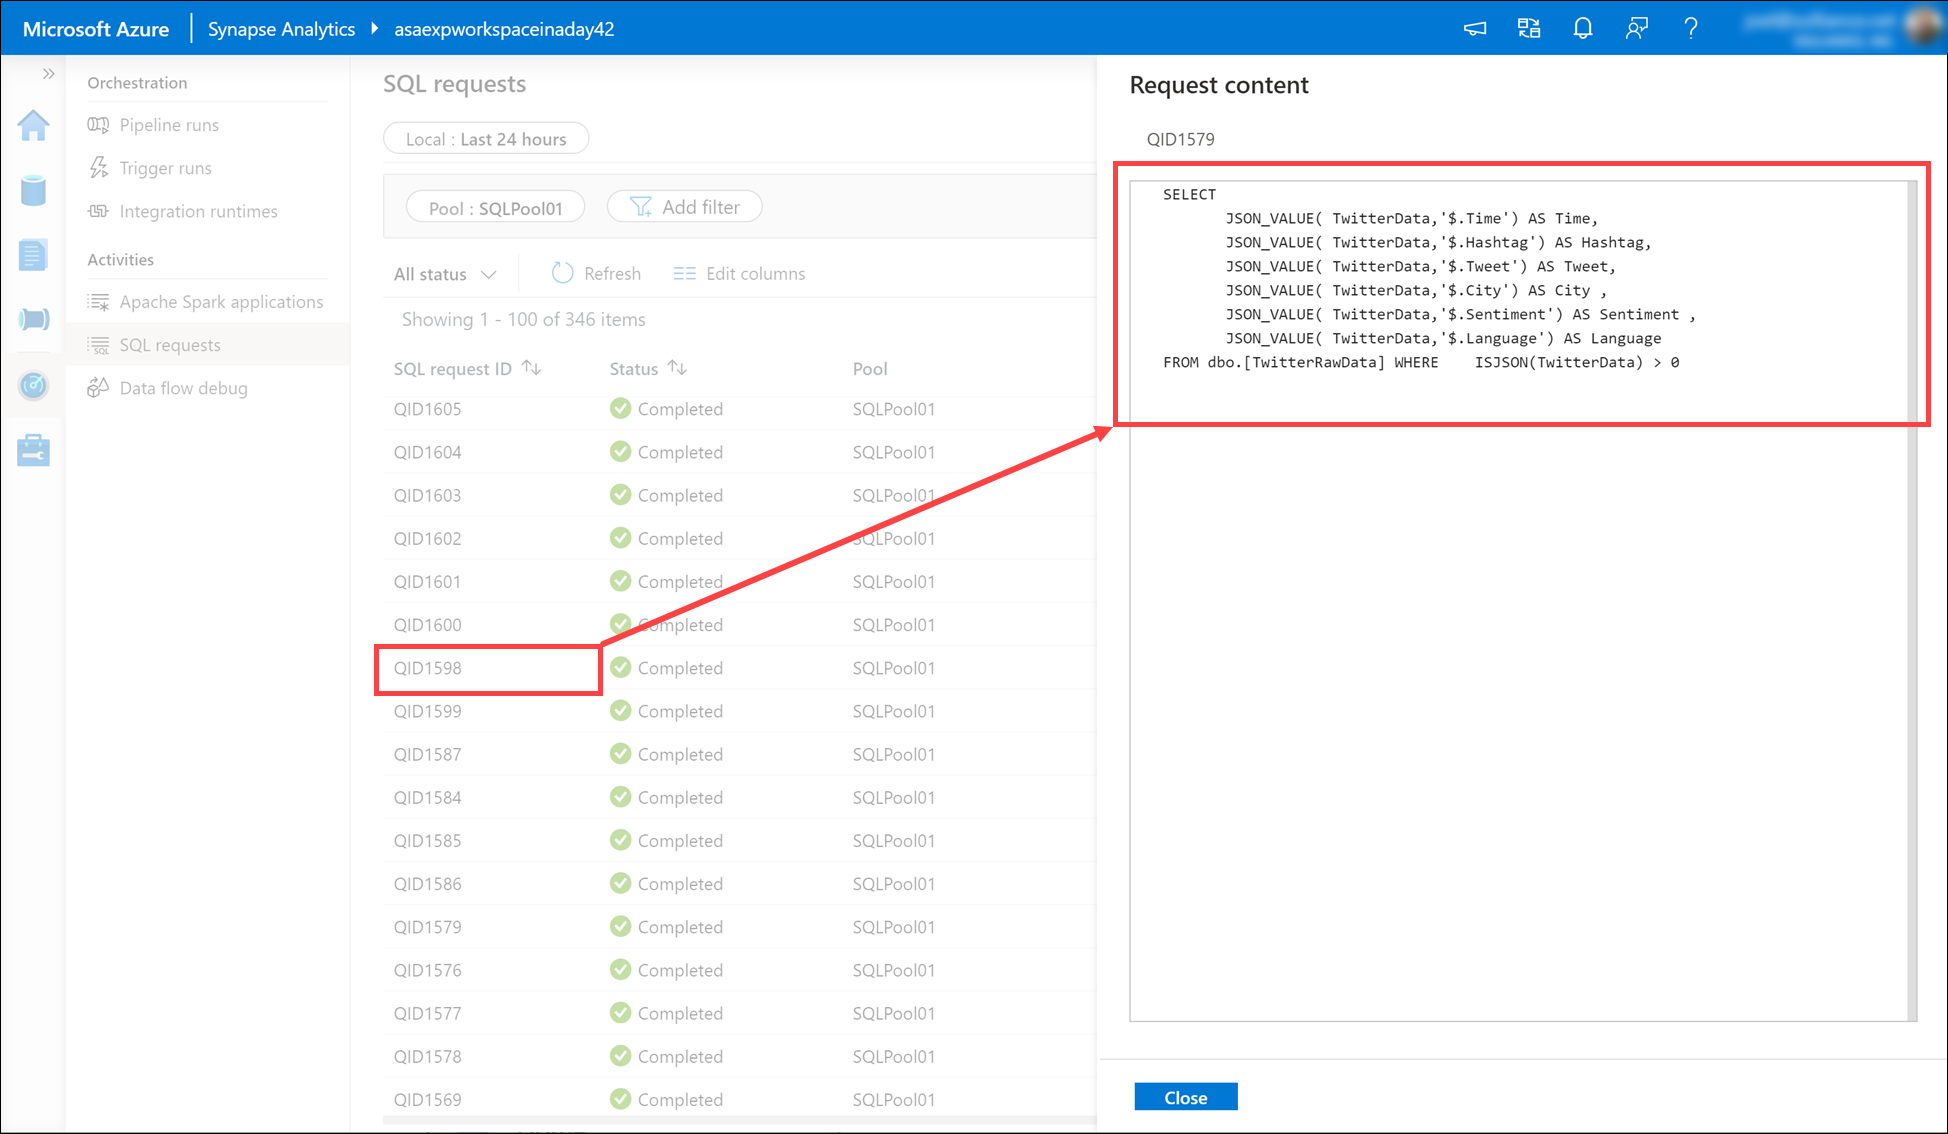 Microsoft Azure
Synapse Analytics
asaexpworkspaceinaday42
Orchestration
Pipeline runs
Trigger runs
Integration runtimes
Activities
Apache Spark applications
SQL requests
Data flow debug
SQL requests
Local : Last 24 hours
Pool : SQLPool01
Add filter
All status
Refresh
Edit columns
Showing 1 - 100 of 346 items
SQL request ID Status Pool
QID1605 Completed SQLPool01
QID1604 Completed SQLPool01
QID1603 Completed SQLPool01
QID1602 Completed SQLPool01
QID1601 Completed SQLPool01
QID1600 Completed SQLPool01
QID1598 Completed SQLPool01
QID1599 Completed SQLPool01
QID1587 Completed SQLPool01
QID1584 Completed SQLPool01
QID1585 Completed SQLPool01
QID1586 Completed SQLPool01
QID1579 Completed SQLPool01
QID1576 Completed SQLPool01
QID1577 Completed SQLPool01
QID1578 Completed SQLPool01
QID1569 Completed SQLPool01
Request content
QID1579
SELECT
JSON_VALUE( TwitterData,'$.Time') AS Time,
JSON_VALUE( TwitterData,'$.Hashtag') AS Hashtag,
JSON_VALUE( TwitterData,'$.Tweet') AS Tweet,
JSON_VALUE( TwitterData,'$.City') AS City ,
JSON_VALUE( TwitterData,'$.Sentiment') AS Sentiment ,
JSON_VALUE( TwitterData,'$.Language') AS Language
FROM dbo.[TwitterRawData] WHERE    ISJSON(TwitterData) > 0
Close